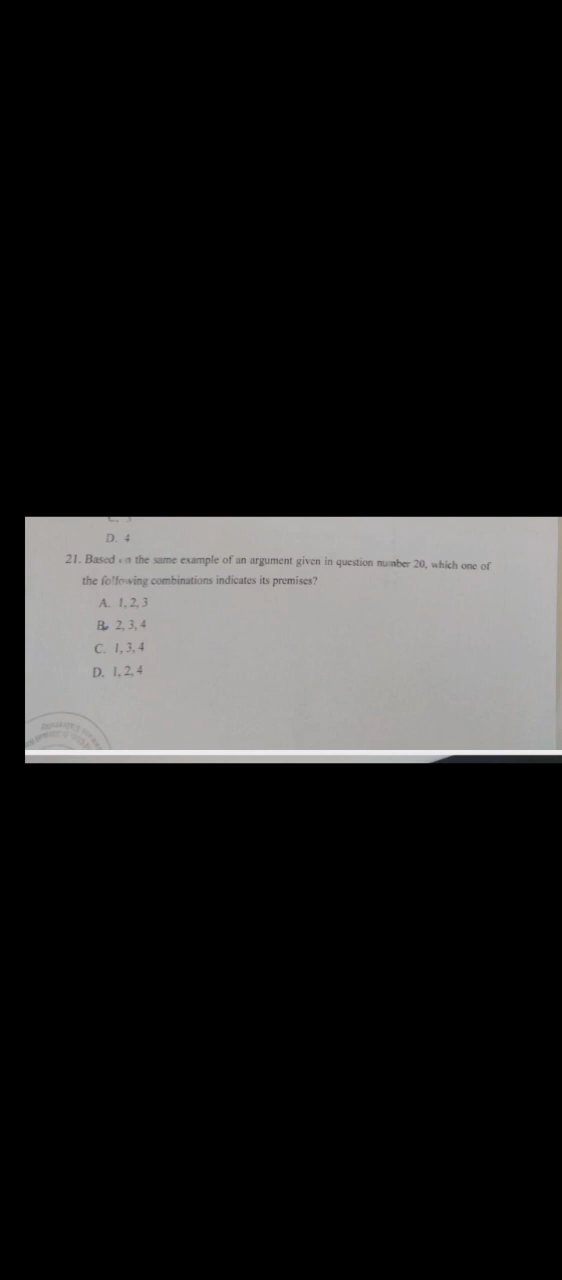 D. 4
21. Based on the same example of an argument given in question number 20, which one of
the following combinations indicates its premises?
A. 1, 2, 3
B. 2, 3, 4
C. 1, 3, 4
D. 1, 2, 4